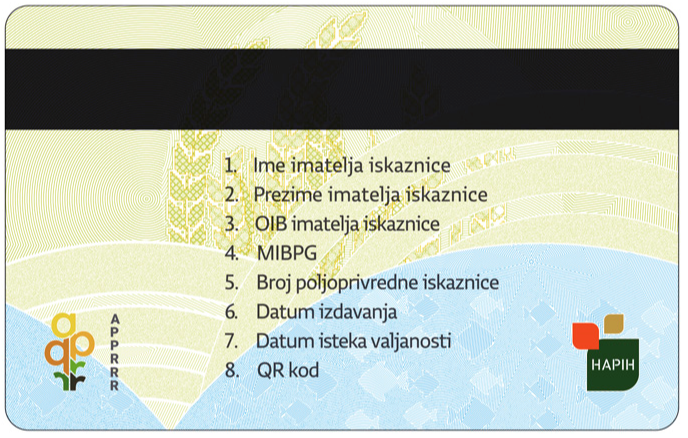 1. Ime imatelja iskaznice
2. Prezime imatelja iskaznice
3. OIB imatelja iskaznice
4. MIBPG
5. Broj poljoprivredne iskaznice
6. Datum izdavanja
7. Datum isteka valjanosti
8. QR kod
APPRRR
HAPIH